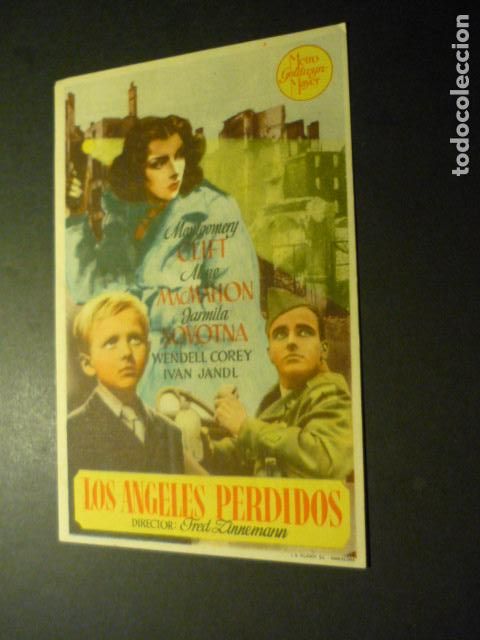 Metro
Goldwyn
Mayer
Montgomery
CLIFT
Aline
MACMAHON
Jarmila
NOVOTNA
WENDELL COREY
IVAN JANDL
LOS ANGELES PERDIDOS
DIRECTOR: Fred Zinnemann
todocoleccion